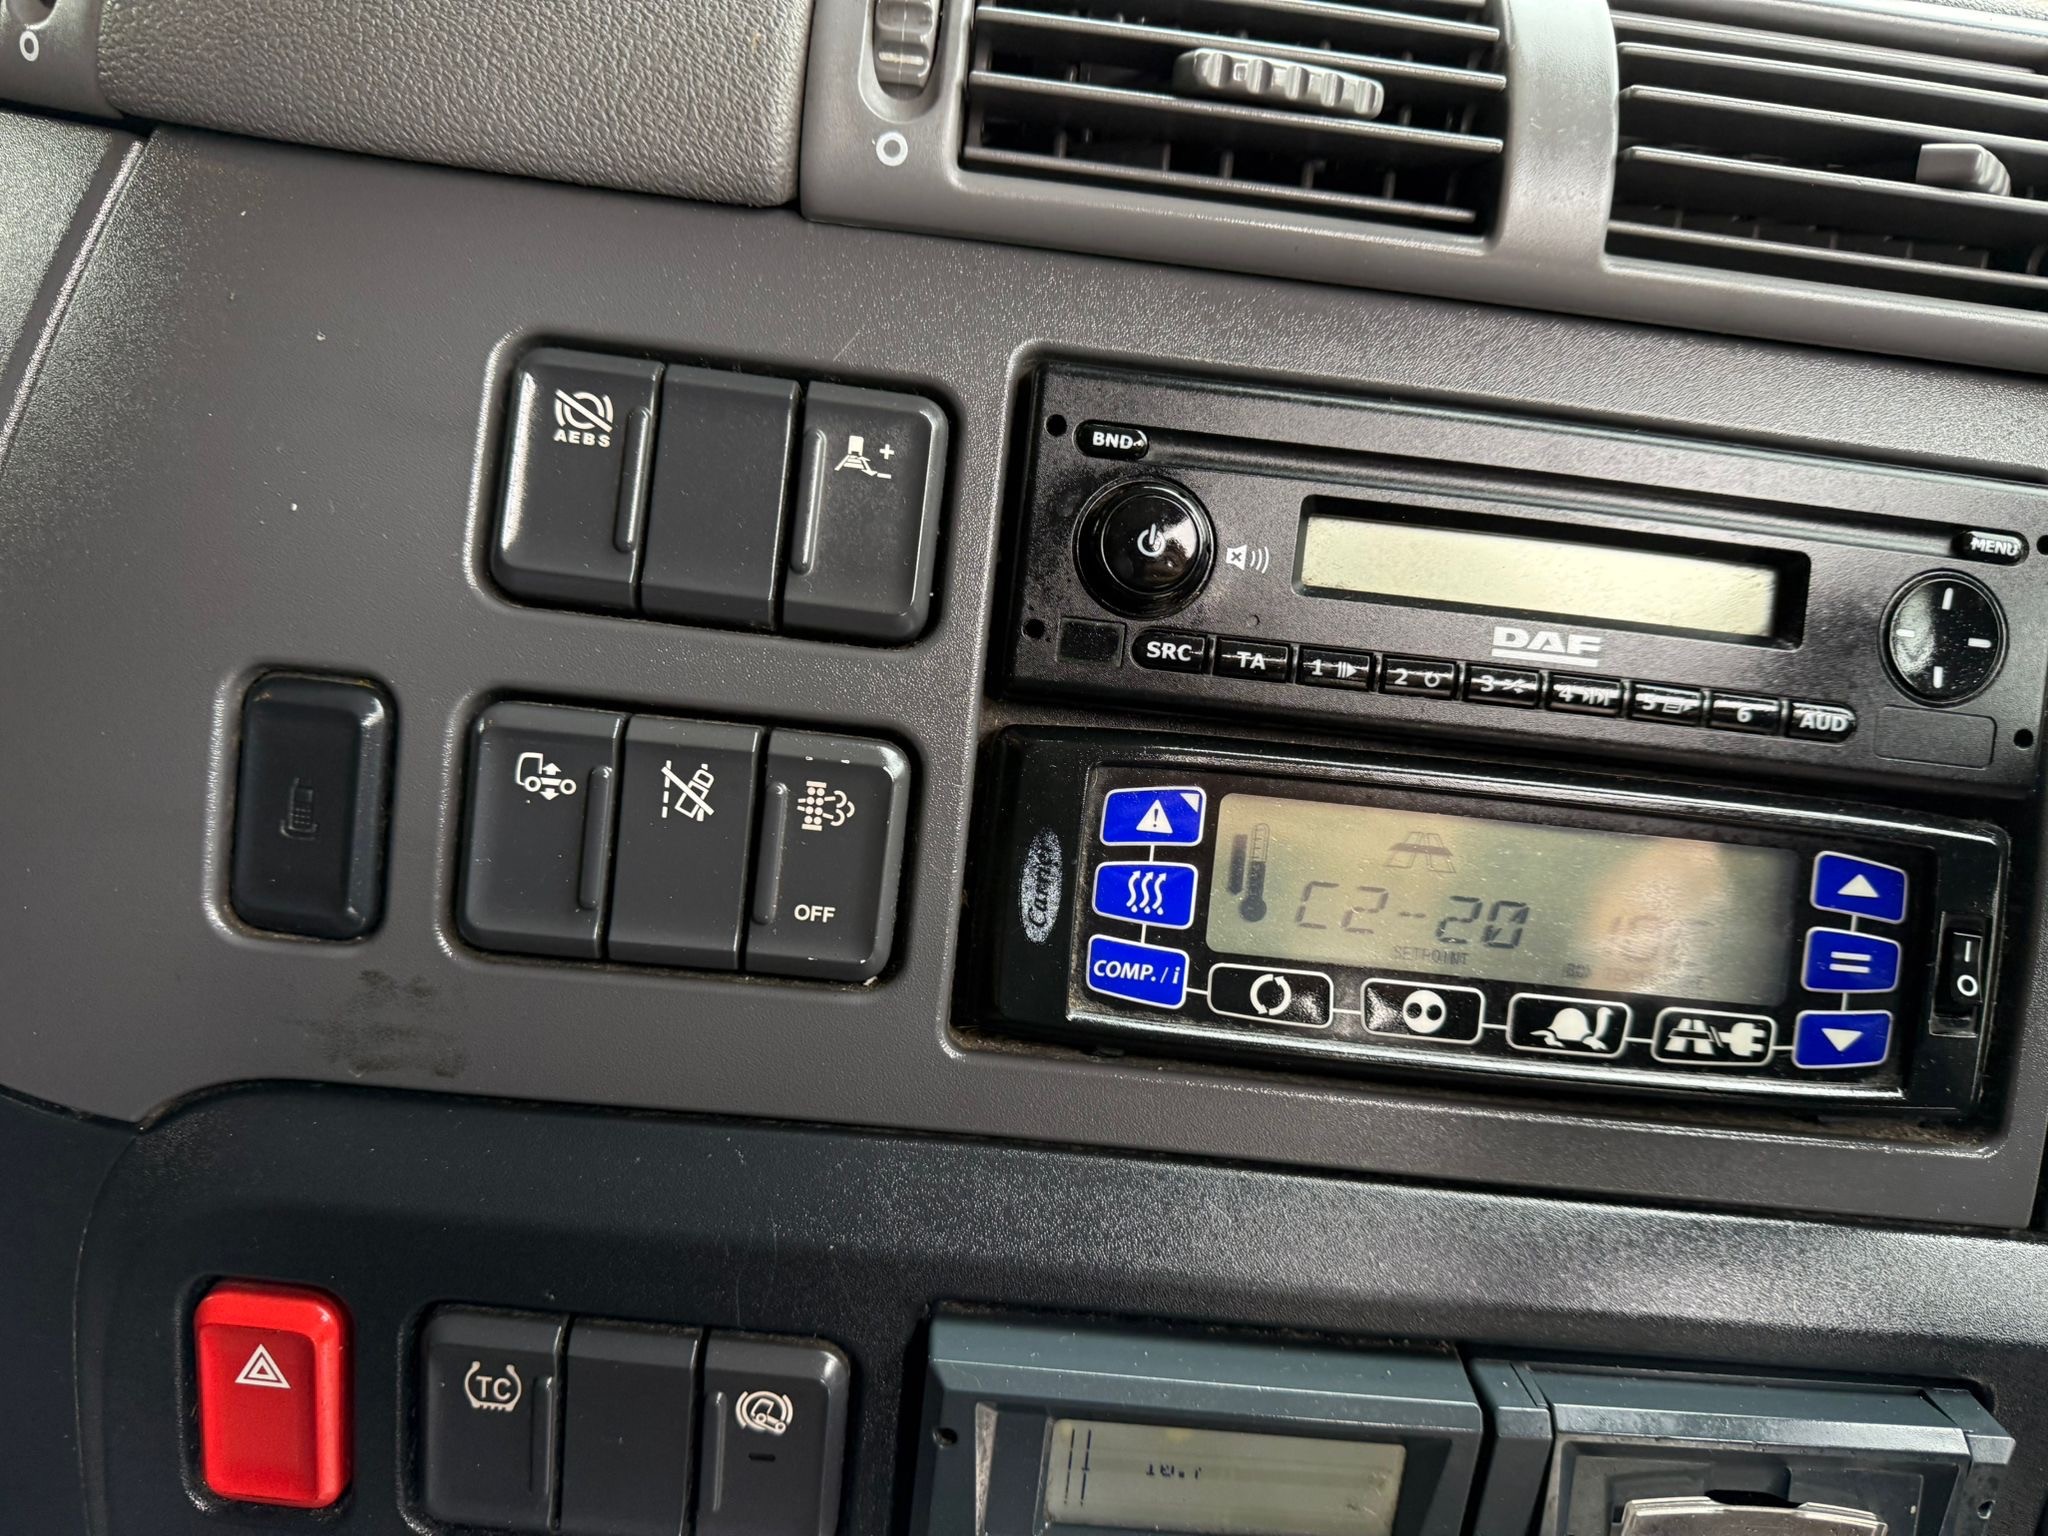 AEBS
+
-
BND
MENU
DAF
SRC
TA
1
2
3
4
5
6
AUD
OFF
Carrier
C2-20
SETPOINT
COMP./i
I
O
TC